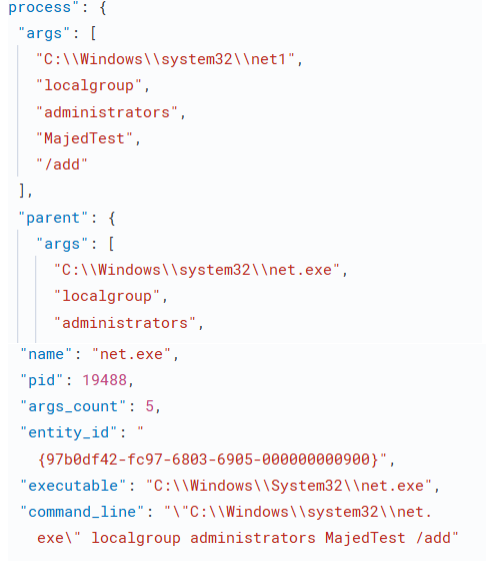 process": {
"args": [
"C:\\Windows\\system32\\net1",
"localgroup",
"administrators",
"MajedTest",
"/add"
],
"parent": {
"args": [
"C:\\Windows\\system32\\net.exe",
"localgroup",
"administrators",
"name": "net.exe",
"pid": 19488,
"args_count": 5,
"entity_id": "
{97b0df42-fc97-6803-6905-000000000900}",
"executable": "C:\\Windows\\System32\\net.exe",
"command_line": "\"C:\\Windows\\system32\\net.
exe\" localgroup administrators MajedTest /add"